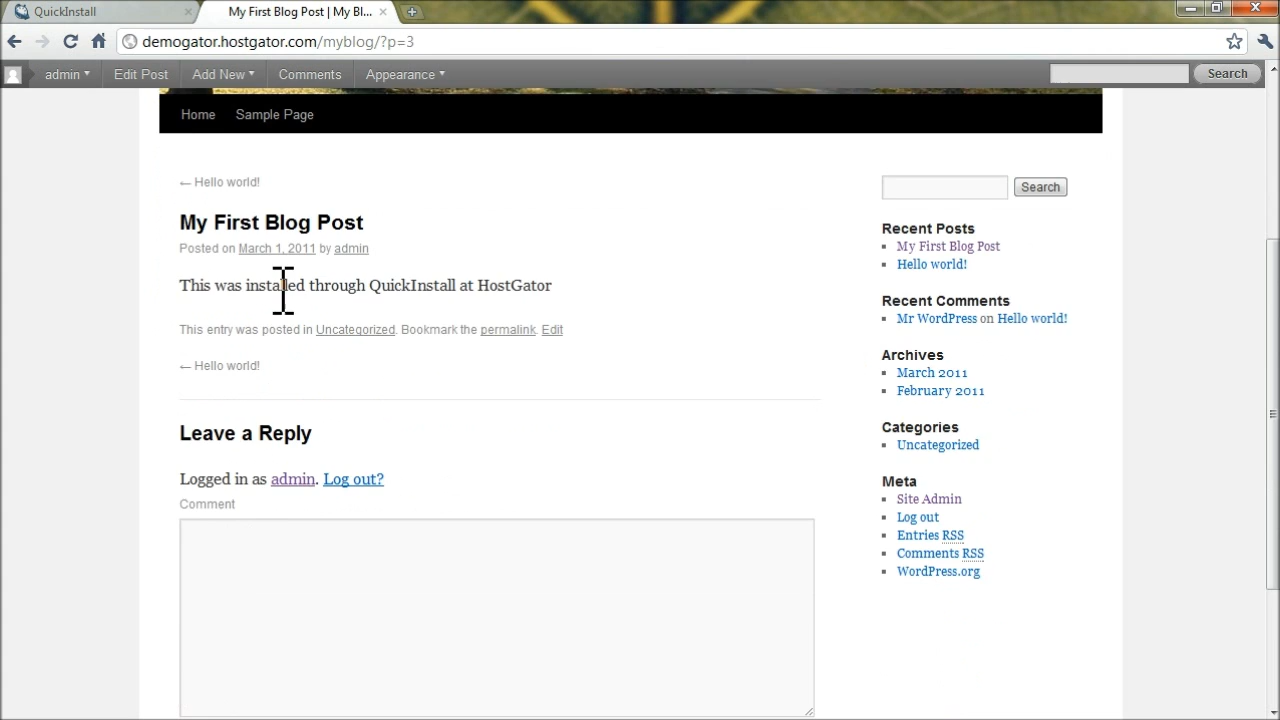 QuickInstall
My First Blog Post | My Bl...
demogator.hostgator.com/myblog/?p=3
admin Edit Post Add New Comments Appearance Search
Home Sample Page
← Hello world!
My First Blog Post
Posted on March 1, 2011 by admin
This was installed through QuickInstall at HostGator
This entry was posted in Uncategorized. Bookmark the permalink. Edit
← Hello world!
Leave a Reply
Logged in as admin. Log out?
Comment
Search
Recent Posts
My First Blog Post
Hello world!
Recent Comments
Mr WordPress on Hello world!
Archives
March 2011
February 2011
Categories
Uncategorized
Meta
Site Admin
Log out
Entries RSS
Comments RSS
WordPress.org